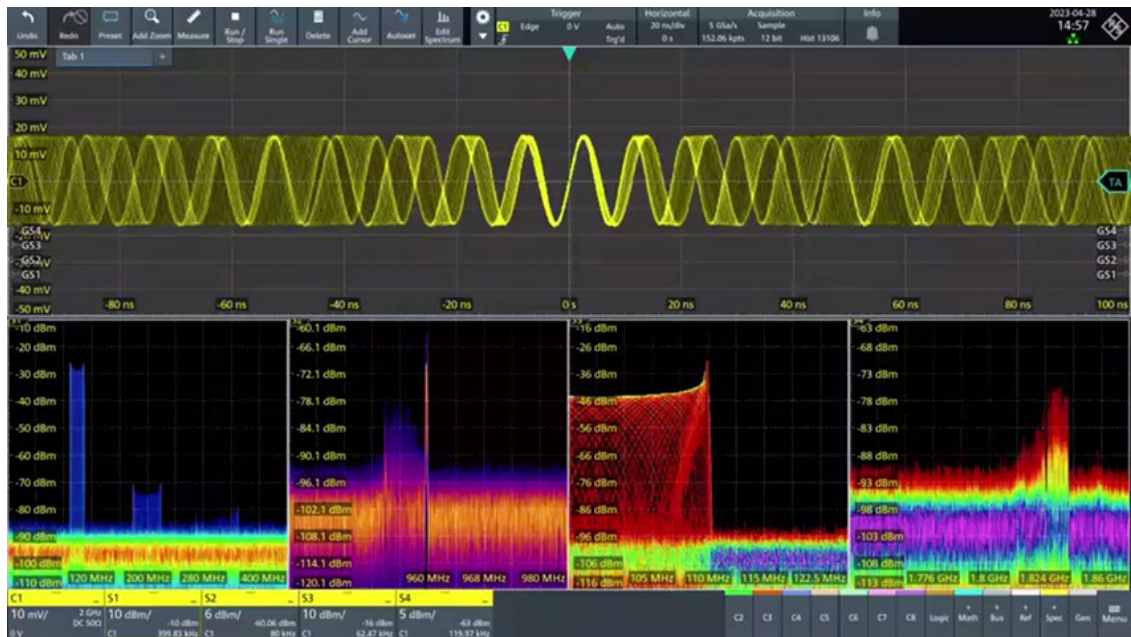 Trigger Horizontal Acquisition Info 2023-04-28
Undo Redo Preset Add Zoom Measure Run / Stop Run Single Delete Add Cursor Autoset Edit Spectrum
C1 Edge 0 V Auto 20 ns/div 5 GSa/s Sample 14:57
Trig'd 0 s 152.06 kpts 12 bit Hist 13106
50 mV Tab 1 +
40 mV
30 mV
20 mV
10 mV
C1 TA
-10 mV
GS4 GS4
GS3 GS3
GS2 GS2
GS1 GS1
-40 mV
-50 mV -80 ns -60 ns -40 ns -20 ns 0 s 20 ns 40 ns 60 ns 80 ns 100 ns
-10 dBm -60.1 dBm -16 dBm -63 dBm
-20 dBm -66.1 dBm -26 dBm -68 dBm
-30 dBm -72.1 dBm -36 dBm -73 dBm
-40 dBm -78.1 dBm -46 dBm -78 dBm
-50 dBm -84.1 dBm -56 dBm -83 dBm
-60 dBm -90.1 dBm -66 dBm -88 dBm
-70 dBm -96.1 dBm -76 dBm -93 dBm
-80 dBm -102.1 dBm -86 dBm -98 dBm
-90 dBm -108.1 dBm -96 dBm -103 dBm
-100 dBm -114.1 dBm -106 dBm -108 dBm
-110 dBm -120.1 dBm -116 dBm -113 dBm
120 MHz 200 MHz 280 MHz 400 MHz 960 MHz 968 MHz 980 MHz 105 MHz 110 MHz 115 MHz 122.5 MHz 1.776 GHz 1.8 GHz 1.824 GHz 1.86 GHz
C1 S1 S2 S3 S4
10 mV/ 2 GHz 10 dBm/ 6 dBm/ 10 dBm/ 5 dBm/
DC 50Ω -10 dBm -60.06 dBm -16 dBm -63 dBm
0 V C1 399.83 kHz C1 80 kHz C1 62.47 kHz C1 119.97 kHz
C2 C3 C4 C5 C6 C7 C8 Logic Math Bus Ref Spec Gen Menu